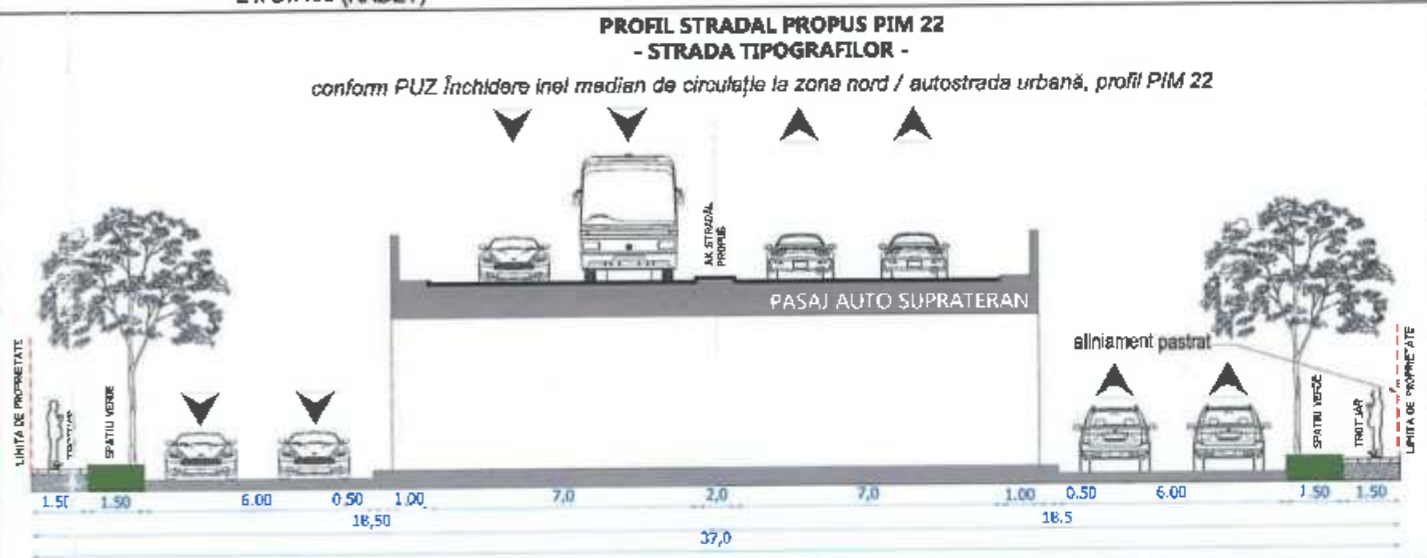 PROFIL STRADAL PROPUS PIM 22
- STRADA TIPOGRAFILOR -
conform PUZ Închidere inel median de circulație la zona nord / autostrada urbană, profil PIM 22
AX STRADAL
PROPUS
PASAJ AUTO SUPRATERAN
aliniament pastrat
LIMITA DE PROPRIETATE
TROTUAR
SPATIU VERDE
SPATIU VERDE
TROTUAR
LIMITA DE PROPRIETATE
1.50 1.50 6.00 0.50 1.00 7,0 2,0 7,0 1.00 0.50 6.00 1.50 1.50
18,50 18.5
37,0